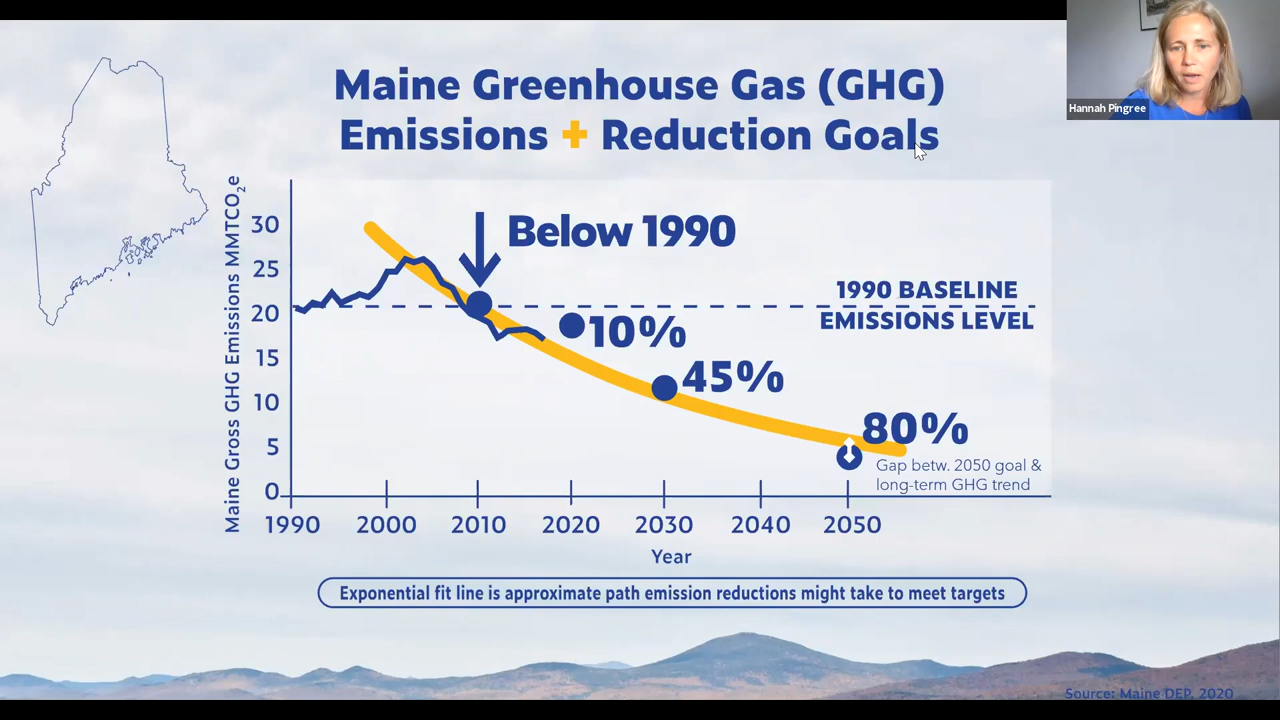 Hannah Pingree
Maine Greenhouse Gas (GHG)
Emissions + Reduction Goals
Maine Gross GHG Emissions MMTCO2e
30
25
20
15
10
5
0
Below 1990
1990 BASELINE
EMISSIONS LEVEL
10%
45%
80%
Gap betw. 2050 goal &
long-term GHG trend
1990 2000 2010 2020 2030 2040 2050
Year
Exponential fit line is approximate path emission reductions might take to meet targets
Source: Maine DEP, 2020